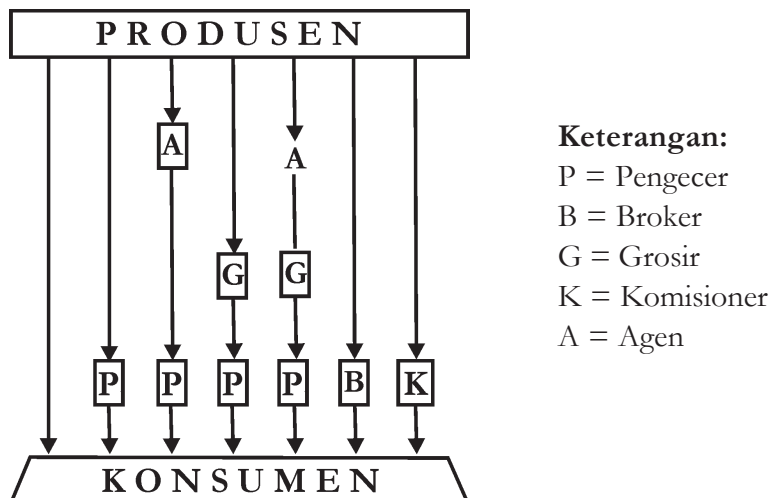 PRODUSEN
A
A
G G
P P P P B K
KONSUMEN
Keterangan:
P = Pengecer
B = Broker
G = Grosir
K = Komisioner
A = Agen